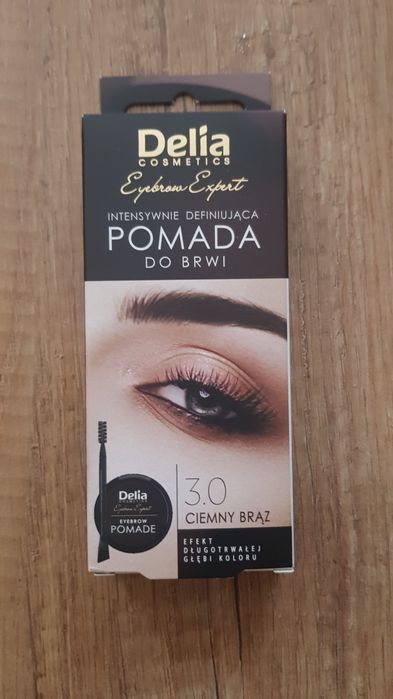 Delia
COSMETICS
Eyebrow Expert
INTENSYWNIE DEFINIUJĄCA
POMADA
DO BRWI
Delia
COSMETICS
Eyebrow Expert
EYEBROW
POMADE
3.0
CIEMNY BRĄZ
EFEKT
DŁUGOTRWAŁEJ
GŁĘBI KOLORU